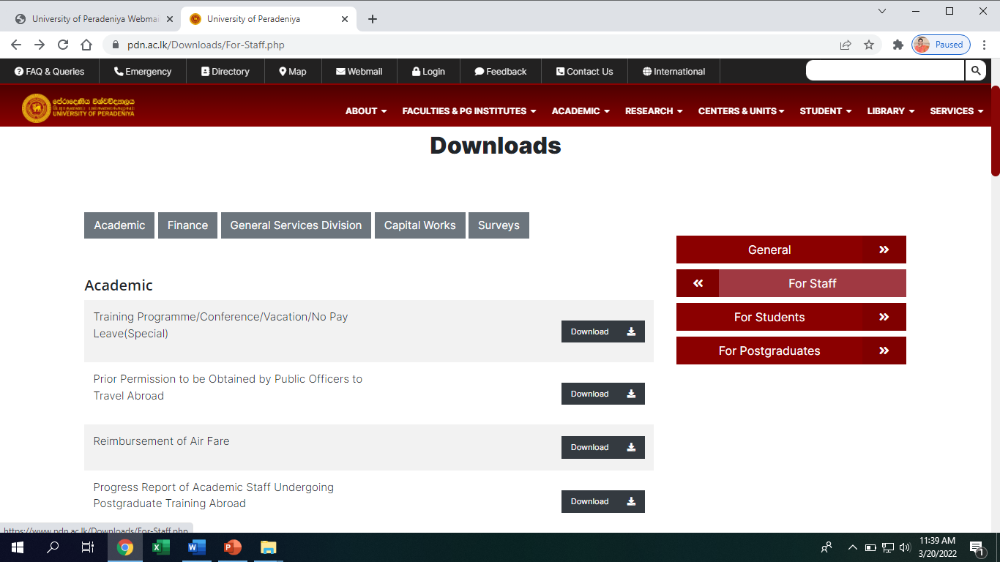 University of Peradeniya Webmai
University of Peradeniya
pdn.ac.lk/Downloads/For-Staff.php
Paused
FAQ & Queries
Emergency
Directory
Map
Webmail
Login
Feedback
Contact Us
International
පේරාදෙණිය විශ්වවිද්‍යාලය
UNIVERSITY OF PERADENIYA
ABOUT
FACULTIES & PG INSTITUTES
ACADEMIC
RESEARCH
CENTERS & UNITS
STUDENT
LIBRARY
SERVICES
Downloads
Academic
Finance
General Services Division
Capital Works
Surveys
General
For Staff
For Students
For Postgraduates
Academic
Training Programme/Conference/Vacation/No Pay
Leave(Special)
Download
Prior Permission to be Obtained by Public Officers to
Travel Abroad
Download
Reimbursement of Air Fare
Download
Progress Report of Academic Staff Undergoing
Postgraduate Training Abroad
Download
https://www.pdn.ac.lk/Downloads/For-Staff.php
11:39 AM
3/20/2022
1